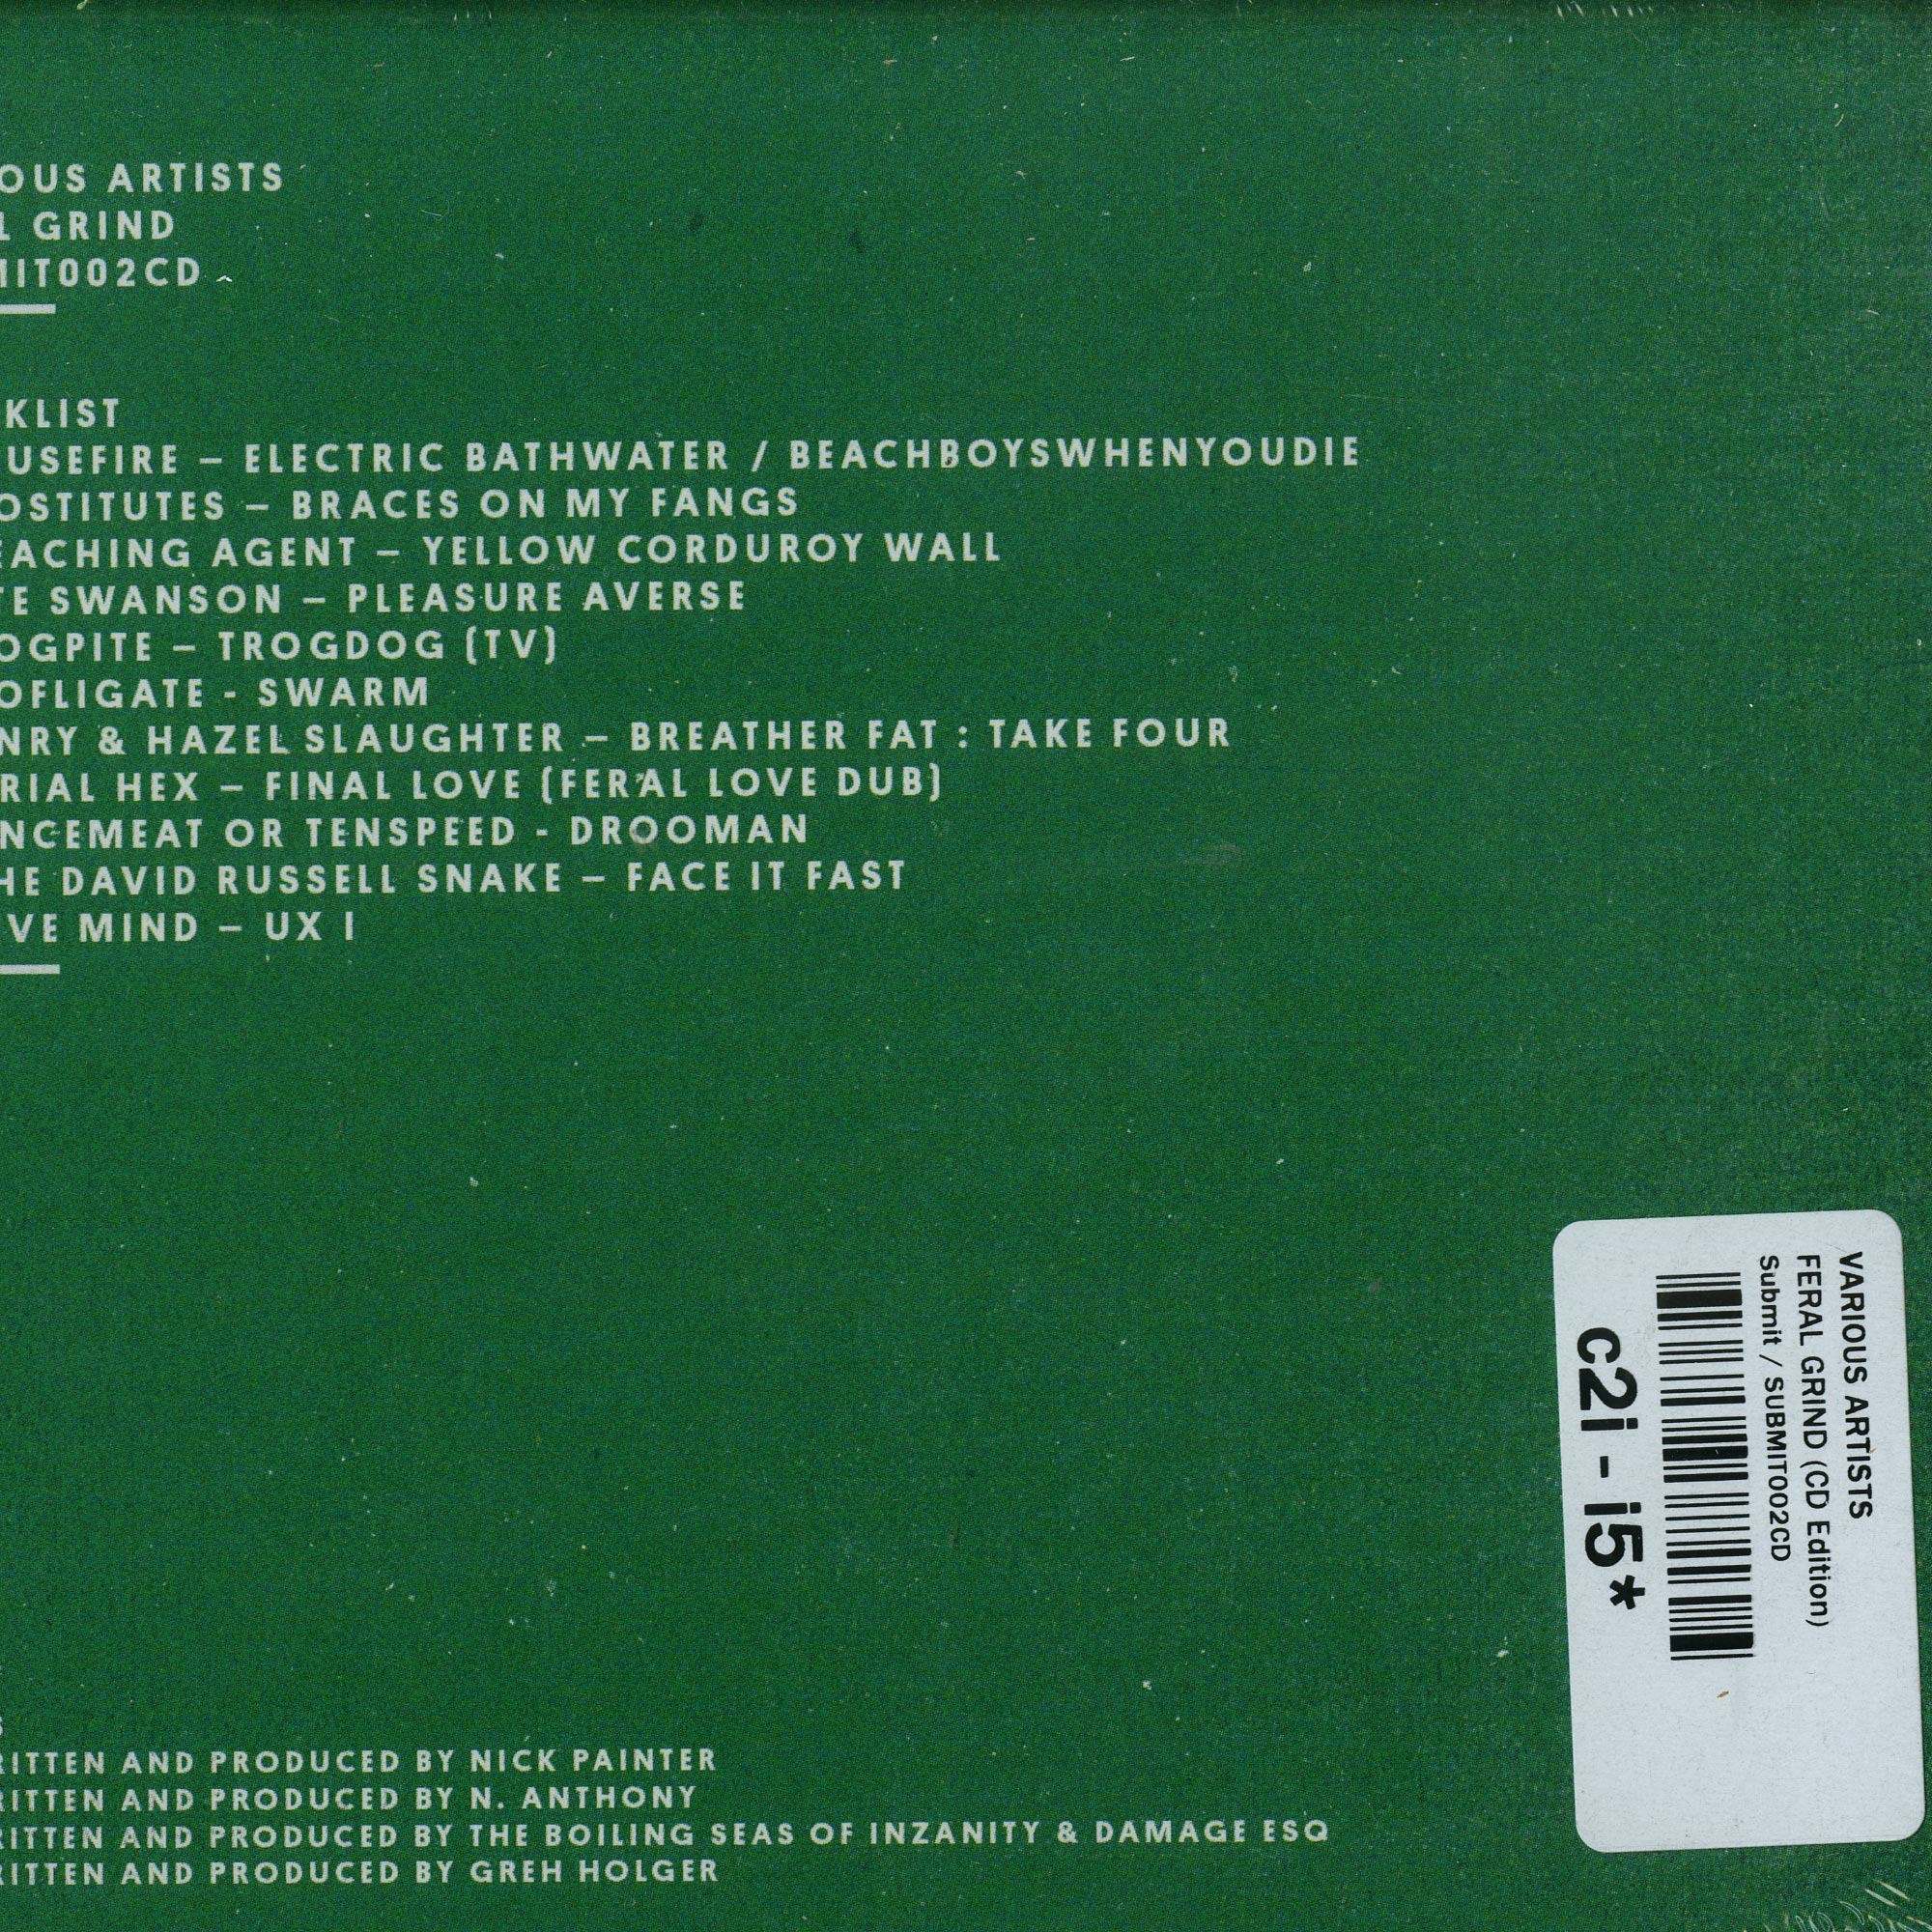 OUS ARTISTS
L GRIND
MIT002CD
KLIST
USEFIRE – ELECTRIC BATHWATER / BEACHBOYSWHENYOUDIE
OSTITUTES – BRACES ON MY FANGS
EACHING AGENT – YELLOW CORDUROY WALL
TE SWANSON – PLEASURE AVERSE
OGPITE – TROGDOG (TV)
OFLIGATE - SWARM
NRY & HAZEL SLAUGHTER – BREATHER FAT : TAKE FOUR
RIAL HEX – FINAL LOVE (FERAL LOVE DUB)
NCEMEAT OR TENSPEED - DROOMAN
HE DAVID RUSSELL SNAKE – FACE IT FAST
VE MIND – UX I
VARIOUS ARTISTS
FERAL GRIND (CD Edition)
Submit / SUBMIT002CD
c2i - i5*
S
RITTEN AND PRODUCED BY NICK PAINTER
RITTEN AND PRODUCED BY N. ANTHONY
RITTEN AND PRODUCED BY THE BOILING SEAS OF INZANITY & DAMAGE ESQ
RITTEN AND PRODUCED BY GREH HOLGER